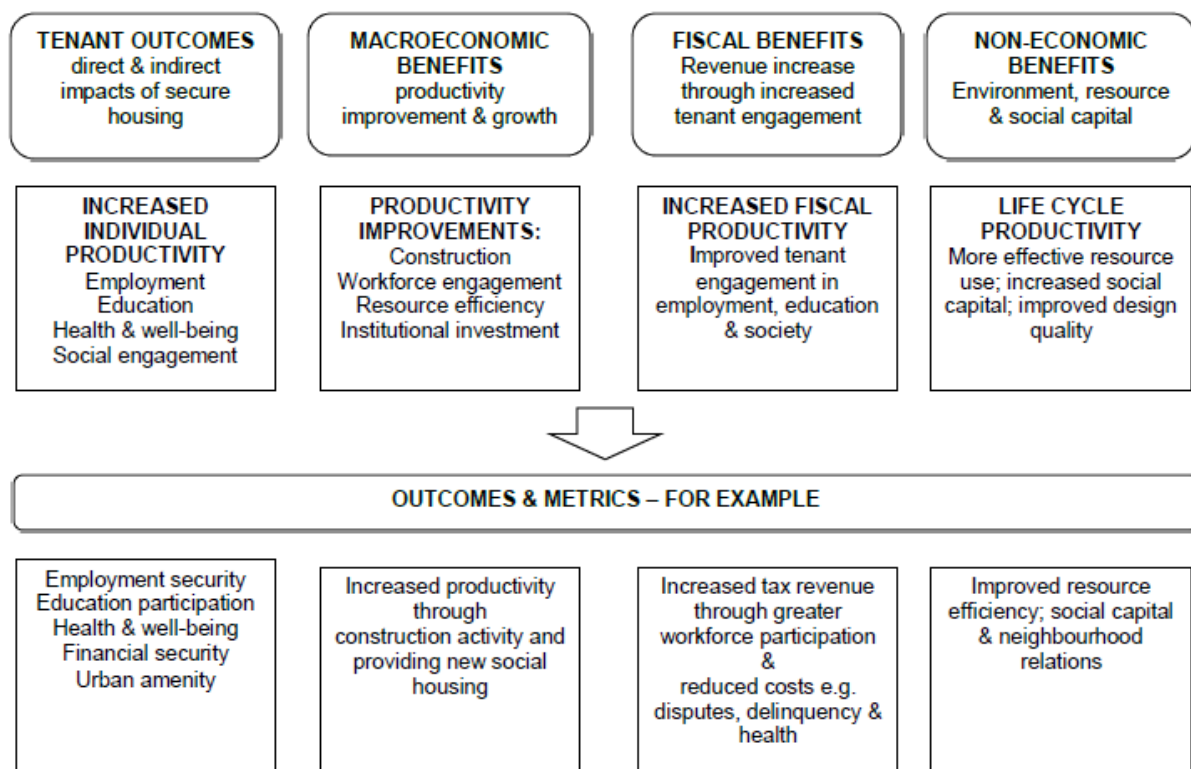 TENANT OUTCOMES
direct & indirect
impacts of secure
housing
MACROECONOMIC
BENEFITS
productivity
improvement & growth
FISCAL BENEFITS
Revenue increase
through increased
tenant engagement
NON-ECONOMIC
BENEFITS
Environment, resource
& social capital
INCREASED
INDIVIDUAL
PRODUCTIVITY
Employment
Education
Health & well-being
Social engagement
PRODUCTIVITY
IMPROVEMENTS:
Construction
Workforce engagement
Resource efficiency
Institutional investment
INCREASED FISCAL
PRODUCTIVITY
Improved tenant
engagement in
employment, education
& society
LIFE CYCLE
PRODUCTIVITY
More effective resource
use; increased social
capital; improved design
quality
OUTCOMES & METRICS – FOR EXAMPLE
Employment security
Education participation
Health & well-being
Financial security
Urban amenity
Increased productivity
through
construction activity and
providing new social
housing
Increased tax revenue
through greater
workforce participation
&
reduced costs e.g.
disputes, delinquency &
health
Improved resource
efficiency; social capital
& neighbourhood
relations